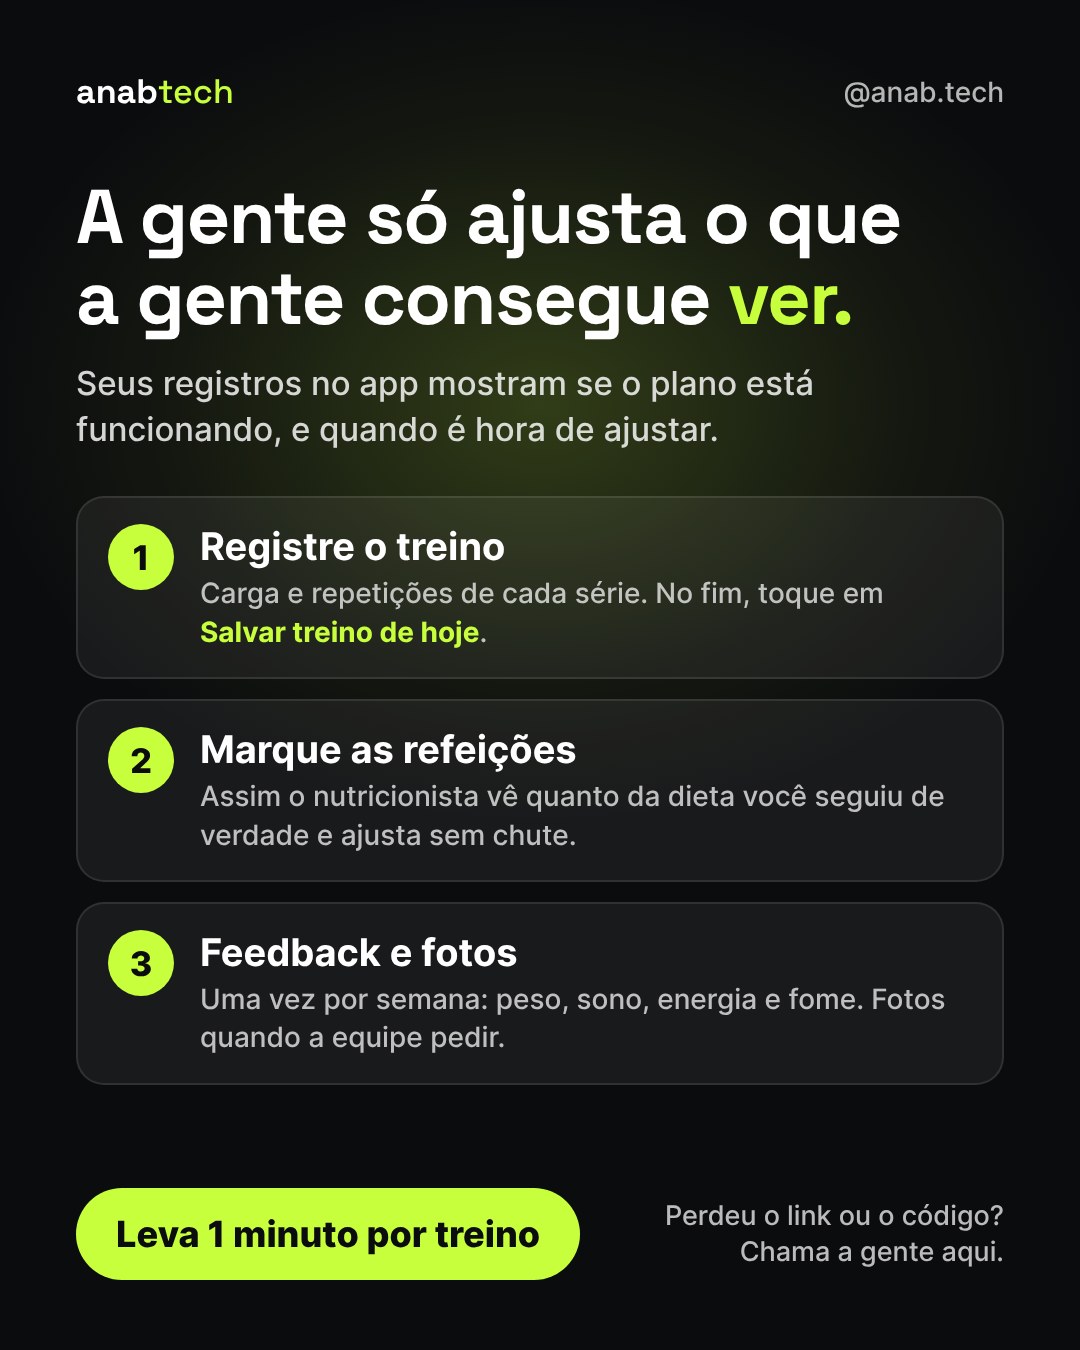 anabtech
@anab.tech
A gente só ajusta o que
a gente consegue ver.
Seus registros no app mostram se o plano está
funcionando, e quando é hora de ajustar.
1
Registre o treino
Carga e repetições de cada série. No fim, toque em
Salvar treino de hoje.
2
Marque as refeições
Assim o nutricionista vê quanto da dieta você seguiu de
verdade e ajusta sem chute.
3
Feedback e fotos
Uma vez por semana: peso, sono, energia e fome. Fotos
quando a equipe pedir.
Leva 1 minuto por treino
Perdeu o link ou o código?
Chama a gente aqui.